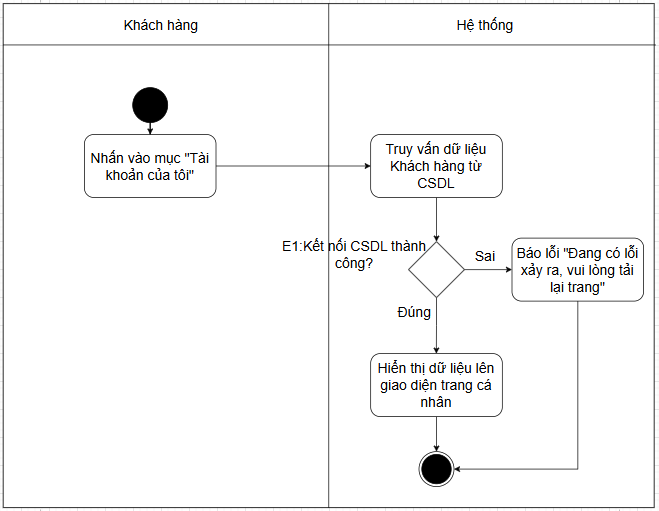 Khách hàng
Hệ thống
Nhấn vào mục "Tài
khoản của tôi"
Truy vấn dữ liệu
Khách hàng từ
CSDL
E1:Kết nối CSDL thành
công?
Sai
Báo lỗi "Đang có lỗi
xảy ra, vui lòng tải
lại trang"
Đúng
Hiển thị dữ liệu lên
giao diện trang cá
nhân